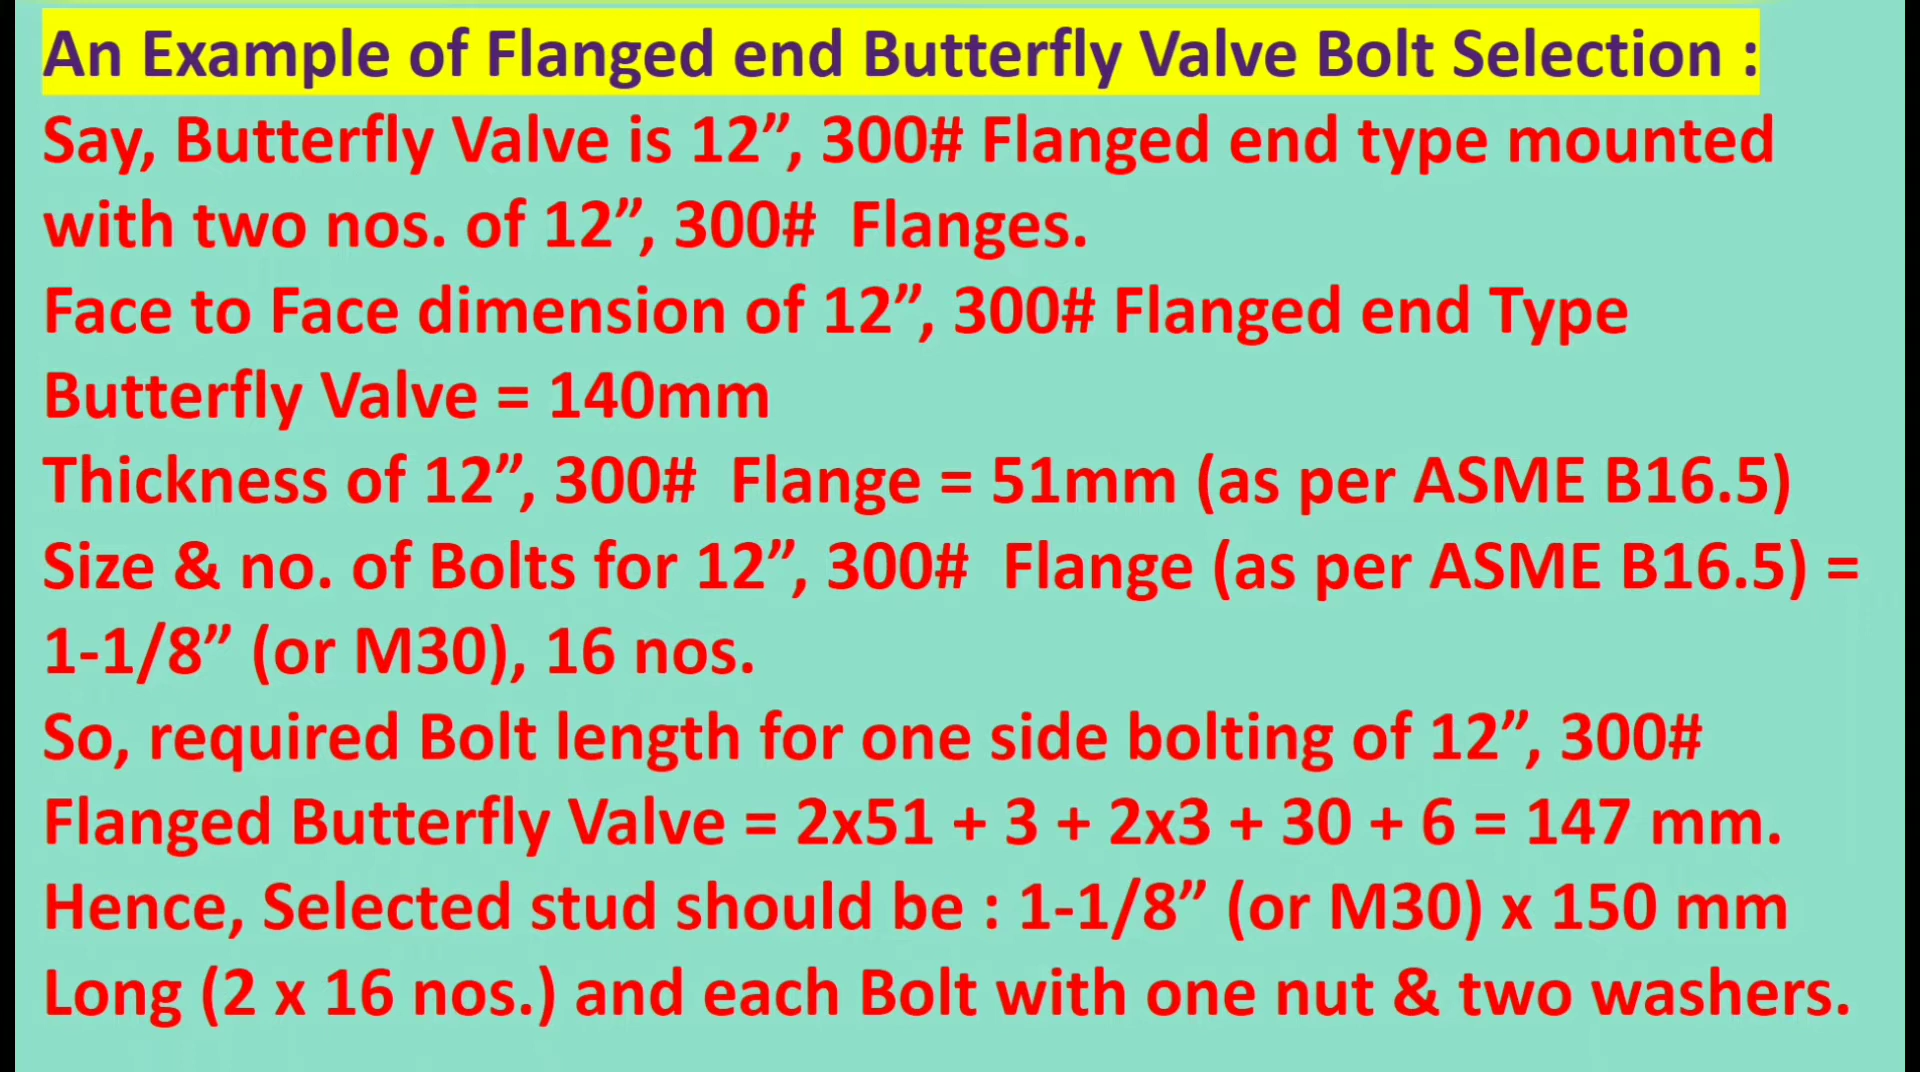 An Example of Flanged end Butterfly Valve Bolt Selection :
Say, Butterfly Valve is 12”, 300# Flanged end type mounted
with two nos. of 12”, 300#  Flanges.
Face to Face dimension of 12”, 300# Flanged end Type
Butterfly Valve = 140mm
Thickness of 12”, 300#  Flange = 51mm (as per ASME B16.5)
Size & no. of Bolts for 12”, 300#  Flange (as per ASME B16.5) =
1-1/8” (or M30), 16 nos.
So, required Bolt length for one side bolting of 12”, 300#
Flanged Butterfly Valve = 2x51 + 3 + 2x3 + 30 + 6 = 147 mm.
Hence, Selected stud should be : 1-1/8” (or M30) x 150 mm
Long (2 x 16 nos.) and each Bolt with one nut & two washers.